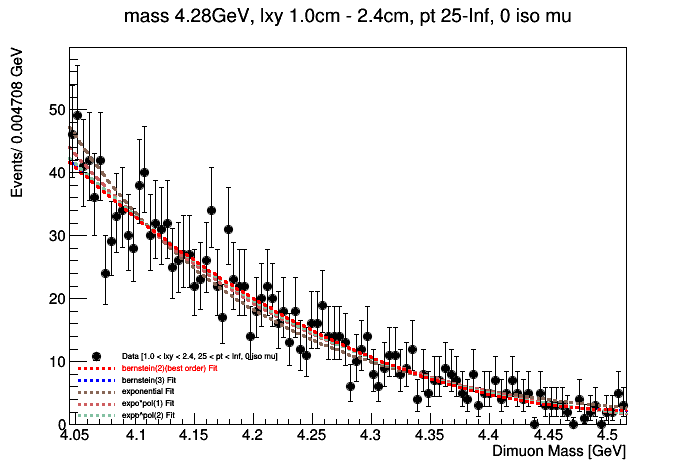 mass 4.28GeV, lxy 1.0cm - 2.4cm, pt 25-Inf, 0 iso mu
Events/ 0.004708 GeV
50
40
30
20
10
0
Data [1.0 < lxy < 2.4, 25 < pt < Inf, 0 iso mu]
bernstein(2)(best order) Fit
bernstein(3) Fit
exponential Fit
expo*pol(1) Fit
expo*pol(2) Fit
4.05 4.1 4.15 4.2 4.25 4.3 4.35 4.4 4.45 4.5
Dimuon Mass [GeV]